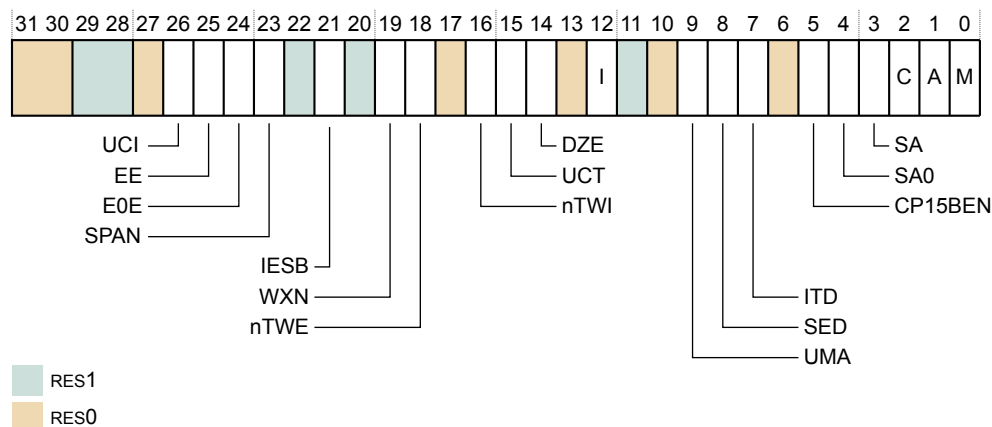 31 30 29 28 27 26 25 24 23 22 21 20 19 18 17 16 15 14 13 12 11 10 9 8 7 6 5 4 3 2 1 0
I C A M
UCI DZE SA
EE UCT SA0
E0E nTWI CP15BEN
SPAN
IESB
WXN ITD
nTWE SED
UMA
RES1
RES0